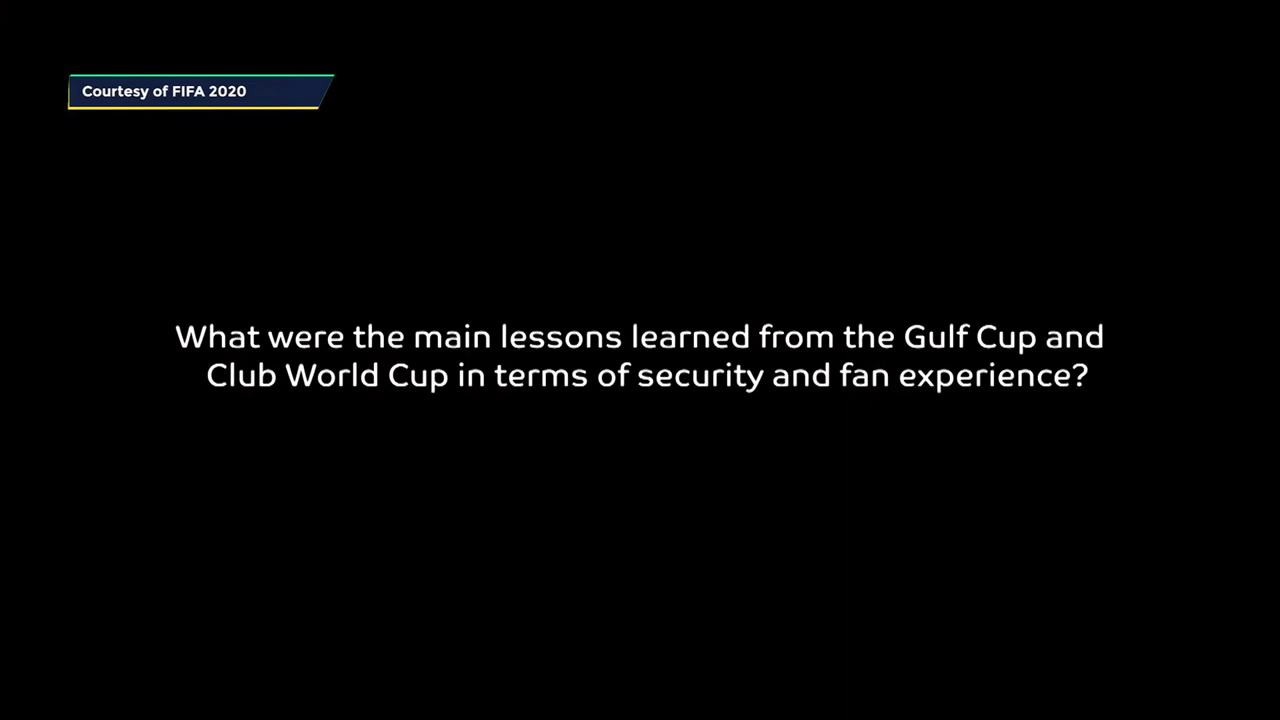 Courtesy of FIFA 2020
What were the main lessons learned from the Gulf Cup and
Club World Cup in terms of security and fan experience?